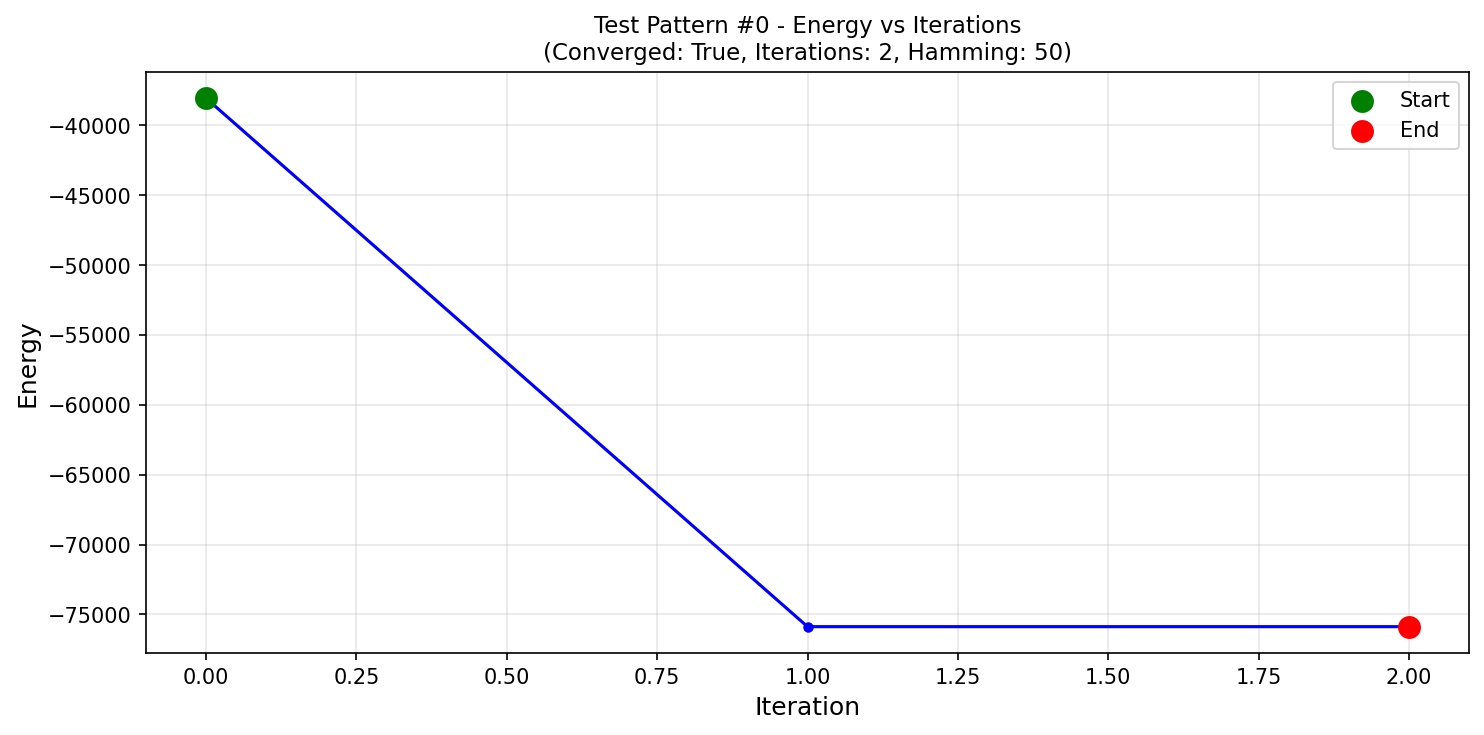 Test Pattern #0 - Energy vs Iterations
(Converged: True, Iterations: 2, Hamming: 50)
Start
End
Energy
−40000
−45000
−50000
−55000
−60000
−65000
−70000
−75000
0.00 0.25 0.50 0.75 1.00 1.25 1.50 1.75 2.00
Iteration